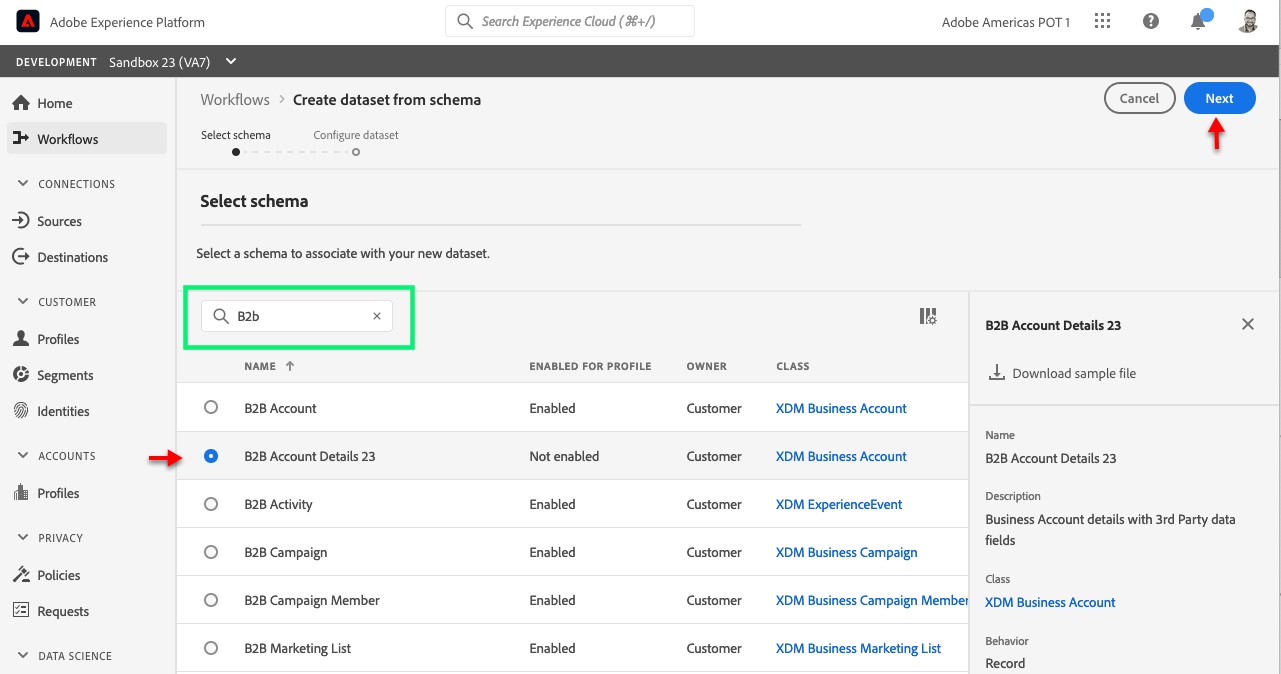 Adobe Experience Platform
Search Experience Cloud (⌘+/)
Adobe Americas POT 1
DEVELOPMENT Sandbox 23 (VA7)
Home
Workflows
CONNECTIONS
Sources
Destinations
CUSTOMER
Profiles
Segments
Identities
ACCOUNTS
Profiles
PRIVACY
Policies
Requests
DATA SCIENCE
Workflows > Create dataset from schema
Cancel
Next
Select schema
Configure dataset
Select schema
Select a schema to associate with your new dataset.
B2b
NAME ENABLED FOR PROFILE OWNER CLASS
B2B Account Enabled Customer XDM Business Account
B2B Account Details 23 Not enabled Customer XDM Business Account
B2B Activity Enabled Customer XDM ExperienceEvent
B2B Campaign Enabled Customer XDM Business Campaign
B2B Campaign Member Enabled Customer XDM Business Campaign Member
B2B Marketing List Enabled Customer XDM Business Marketing List
B2B Account Details 23
Download sample file
Name
B2B Account Details 23
Description
Business Account details with 3rd Party data
fields
Class
XDM Business Account
Behavior
Record